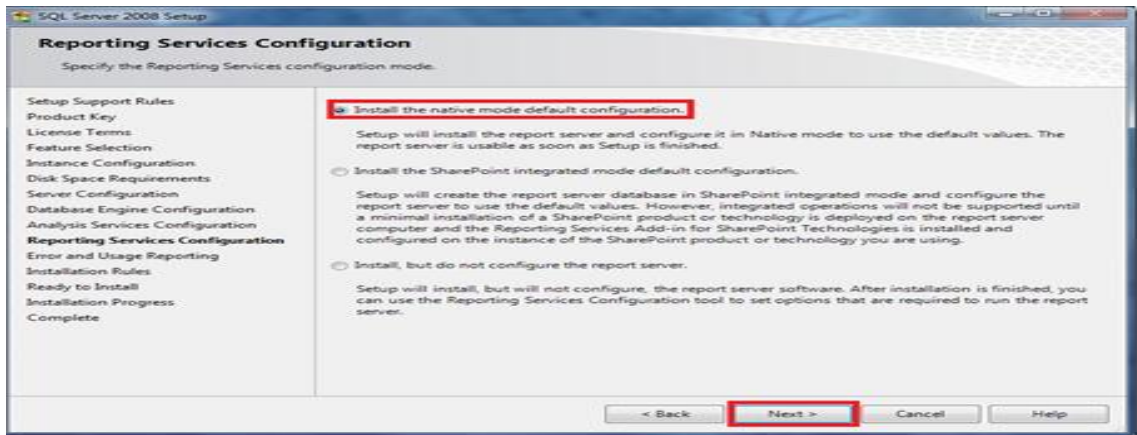 SQL Server 2008 Setup
Reporting Services Configuration
Specify the Reporting Services configuration mode.
Setup Support Rules
Product Key
License Terms
Feature Selection
Instance Configuration
Disk Space Requirements
Server Configuration
Database Engine Configuration
Analysis Services Configuration
Reporting Services Configuration
Error and Usage Reporting
Installation Rules
Ready to Install
Installation Progress
Complete
Install the native mode default configuration.
Setup will install the report server and configure it in Native mode to use the default values. The
report server is usable as soon as Setup is finished.
Install the SharePoint integrated mode default configuration.
Setup will create the report server database in SharePoint integrated mode and configure the
report server to use the default values. However, integrated operations will not be supported until
a minimal installation of a SharePoint product or technology is deployed on the report server
computer and the Reporting Services Add-in for SharePoint Technologies is installed and
configured on the instance of the SharePoint product or technology you are using.
Install, but do not configure the report server.
Setup will install, but will not configure, the report server software. After installation is finished, you
can use the Reporting Services Configuration tool to set options that are required to run the report
server.
< Back
Next >
Cancel
Help